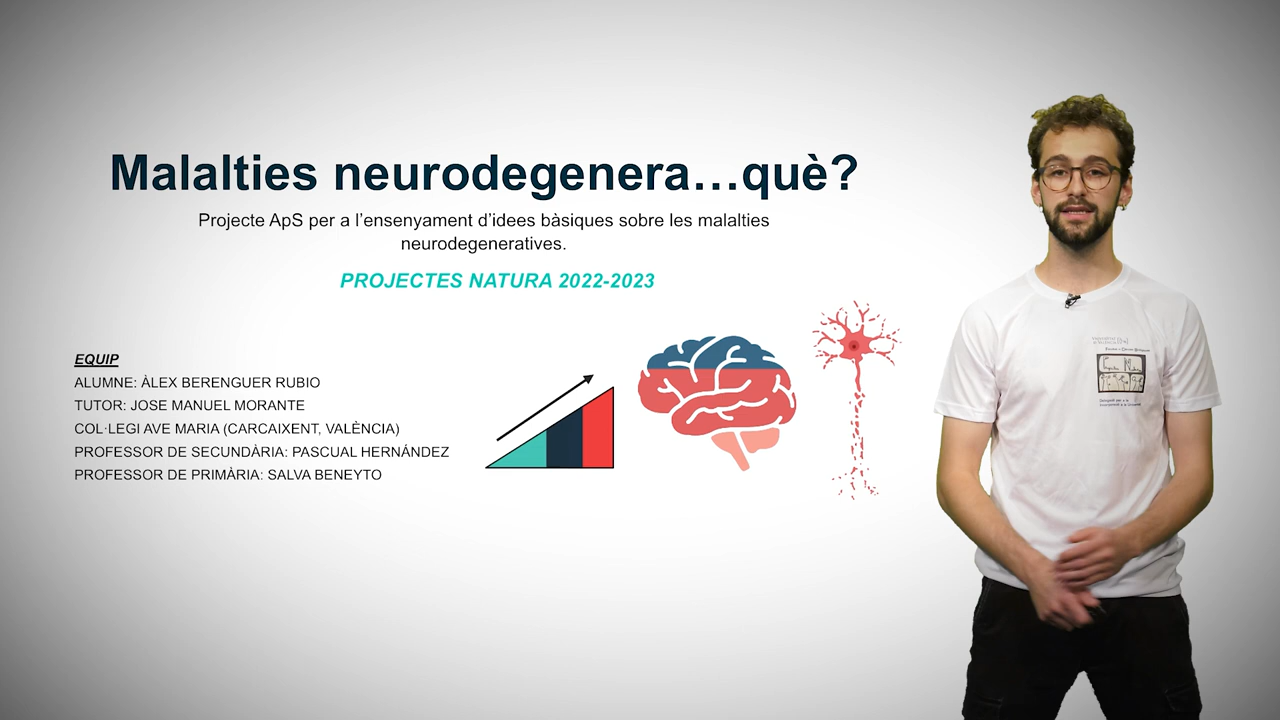 Malalties neurodegenera...què?
Projecte ApS per a l'ensenyament d'idees bàsiques sobre les malalties
neurodegeneratives.
PROJECTES NATURA 2022-2023
EQUIP
ALUMNE: ÀLEX BERENGUER RUBIO
TUTOR: JOSE MANUEL MORANTE
COL·LEGI AVE MARIA (CARCAIXENT, VALÈNCIA)
PROFESSOR DE SECUNDÀRIA: PASCUAL HERNÁNDEZ
PROFESSOR DE PRIMÀRIA: SALVA BENEYTO